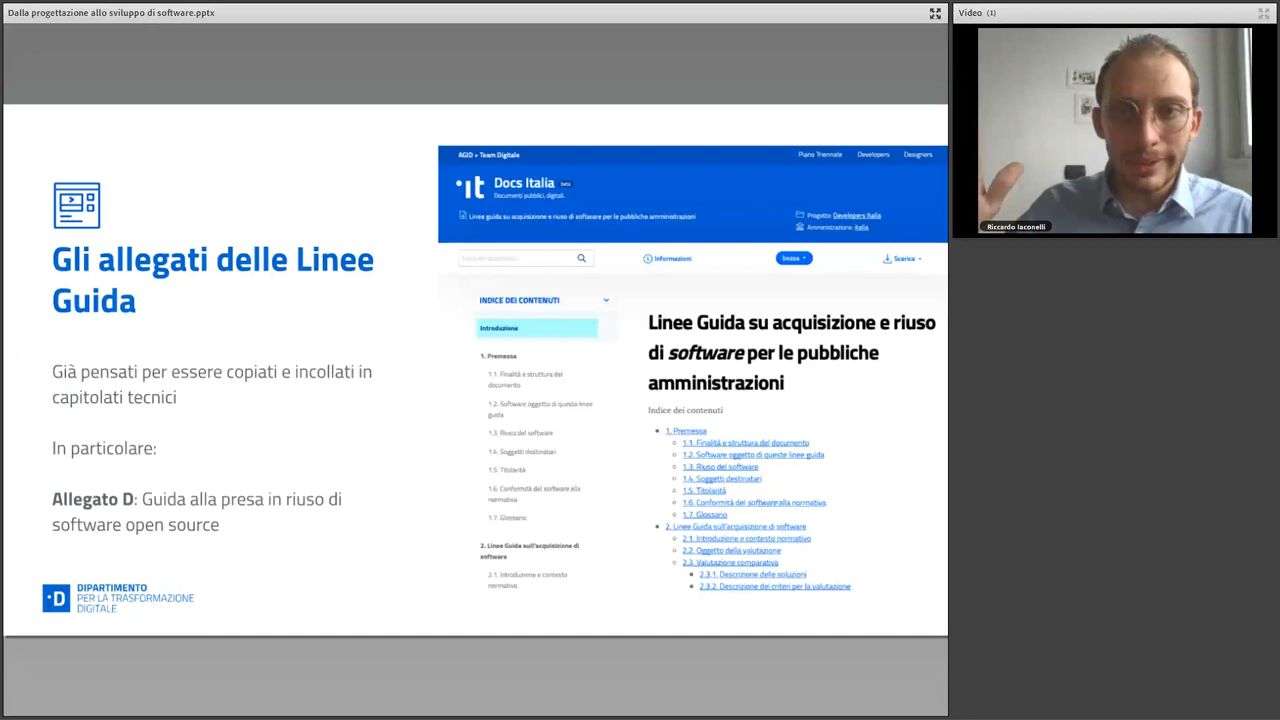 Dalla progettazione allo sviluppo di software.pptx
Video (1)
Riccardo Iaconelli
Gli allegati delle Linee
Guida
Già pensati per essere copiati e incollati in
capitolati tecnici
In particolare:
Allegato D: Guida alla presa in riuso di
software open source
·D DIPARTIMENTO
PER LA TRASFORMAZIONE
DIGITALE
AGID + Team Digitale
Piano Triennale Developers Designers
·it Docs Italia beta
Documenti pubblici, digitali.
Linee guida su acquisizione e riuso di software per le pubbliche amministrazioni
Progetto: Developers Italia
Amministrazione: Italia
Informazioni
bozza
Scarica
INDICE DEI CONTENUTI
Introduzione
1. Premessa
1.1. Finalità e struttura del
documento
1.2. Software oggetto di queste linee
guida
1.3. Riuso del software
1.4. Soggetti destinatari
1.5. Titolarità
1.6. Conformità del software alla
normativa
1.7. Glossario
2. Linee Guida sull'acquisizione di
software
2.1. Introduzione e contesto
normativo
Linee Guida su acquisizione e riuso
di software per le pubbliche
amministrazioni
Indice dei contenuti
1. Premessa
1.1. Finalità e struttura del documento
1.2. Software oggetto di queste linee guida
1.3. Riuso del software
1.4. Soggetti destinatari
1.5. Titolarità
1.6. Conformità del software alla normativa
1.7. Glossario
2. Linee Guida sull'acquisizione di software
2.1. Introduzione e contesto normativo
2.2. Oggetto della valutazione
2.3. Valutazione comparativa
2.3.1. Descrizione delle soluzioni
2.3.2. Descrizione dei criteri per la valutazione